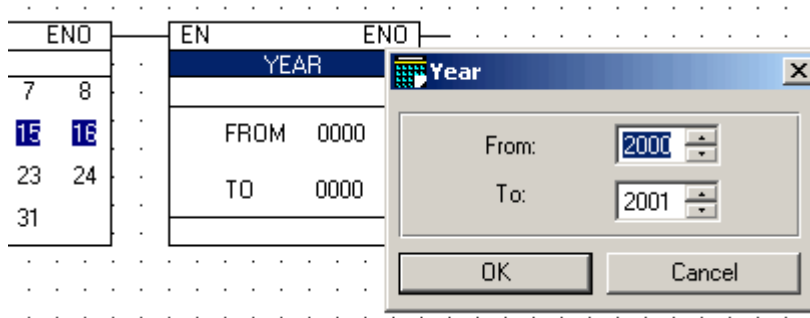 ENO
7 8
15 16
23 24
31
EN ENO
YEAR
FROM 0000
TO 0000
Year
From: 2000
To: 2001
OK Cancel